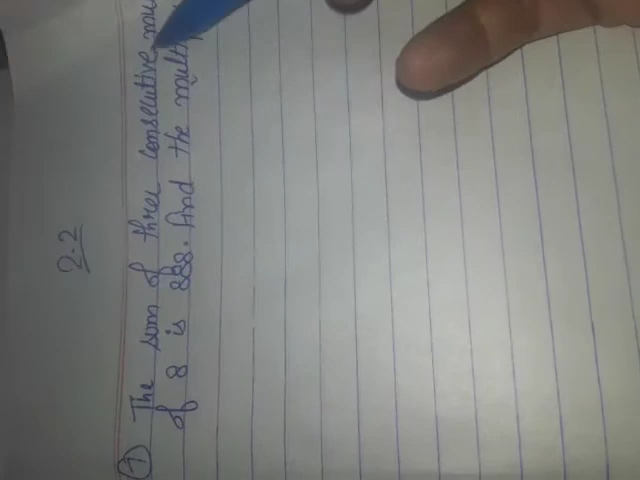 2.2
① The sum of three consecutive
of 8 is 888. And the